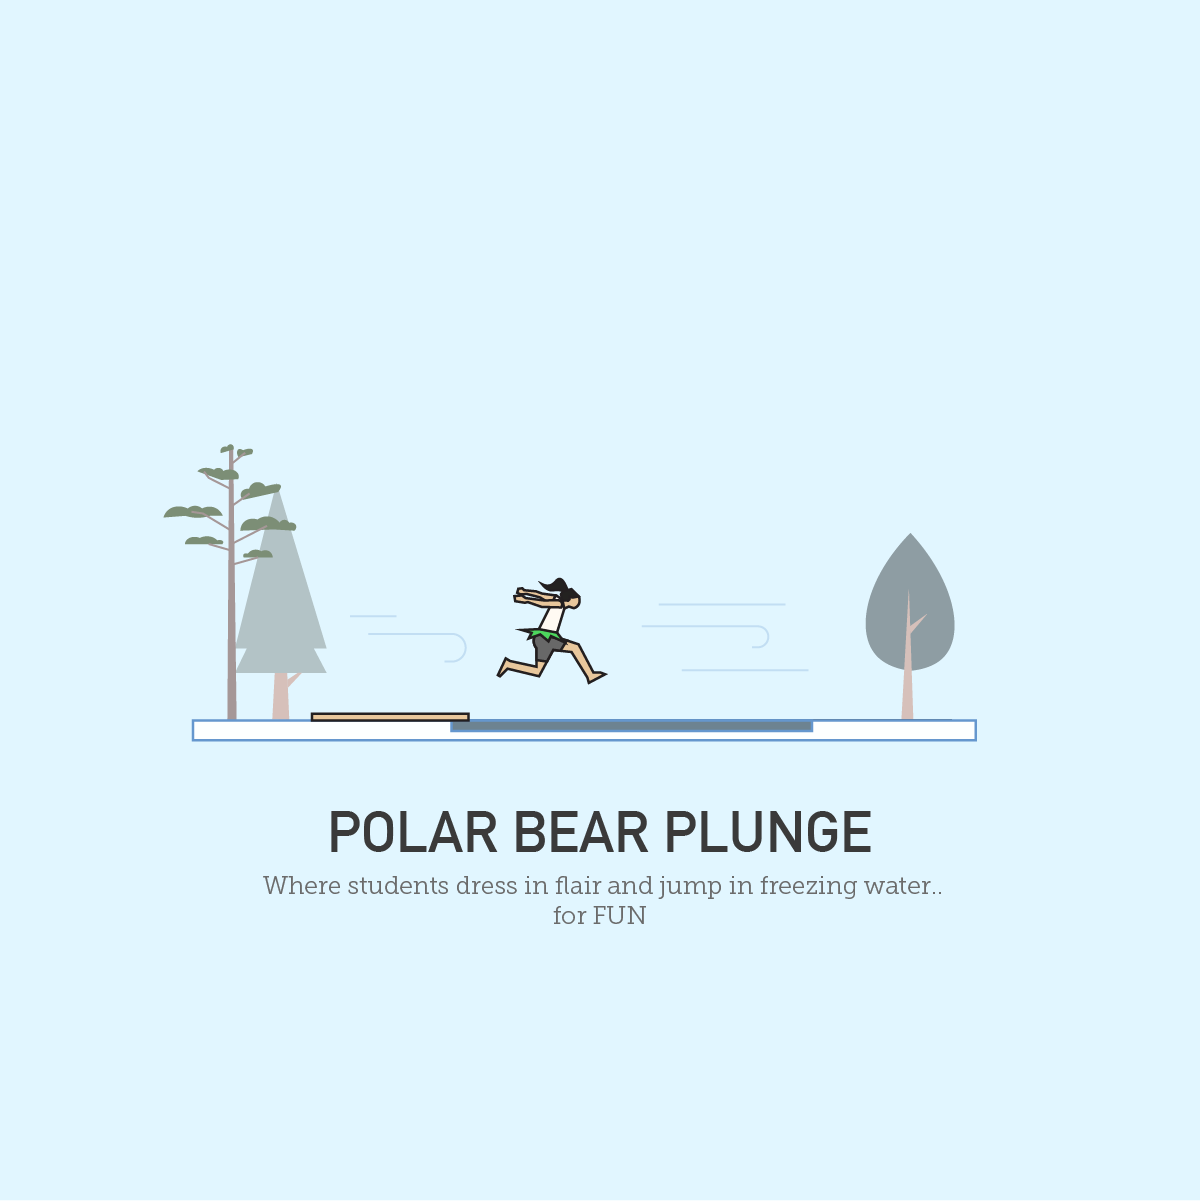 POLAR BEAR PLUNGE
Where students dress in flair and jump in freezing water..
for FUN